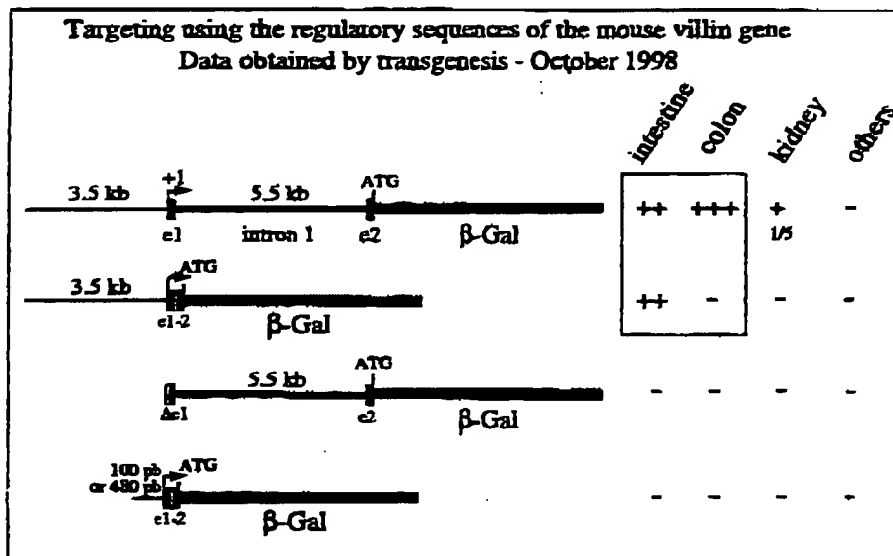 Targeting using the regulatory sequences of the mouse villin gene
Data obtained by transgenesis - October 1998
intestine colon kidney others
+1
3.5 kb 5.5 kb ATG
++ +++ + -
e1 intron 1 e2 β-Gal 1/5
3.5 kb ATG
++ - - -
e1-2 β-Gal
5.5 kb ATG
- - - -
Δe1 e2 β-Gal
100 pb ATG
or 480 pb
- - - -
e1-2 β-Gal